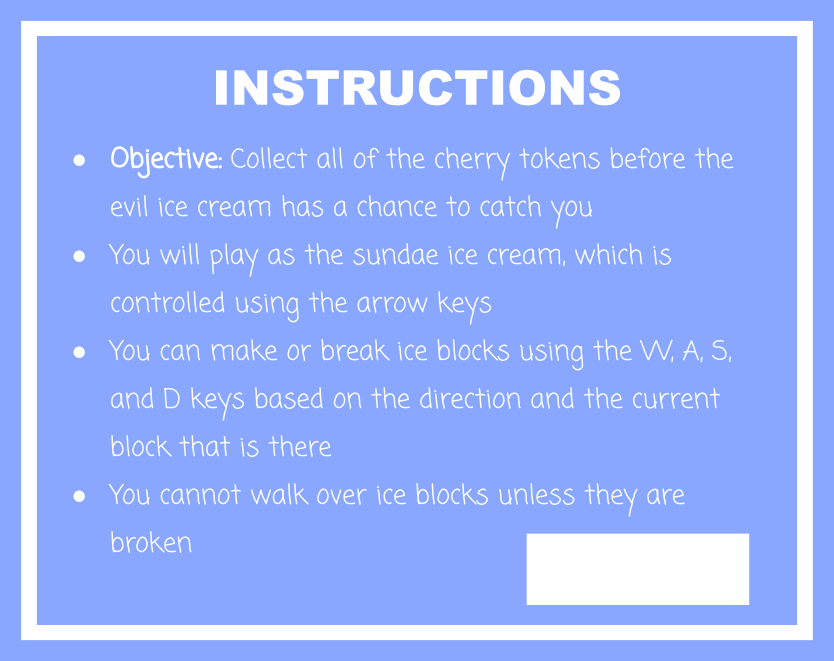 INSTRUCTIONS
● Objective: Collect all of the cherry tokens before the
evil ice cream has a chance to catch you
● You will play as the sundae ice cream, which is
controlled using the arrow keys
● You can make or break ice blocks using the W, A, S,
and D keys based on the direction and the current
block that is there
● You cannot walk over ice blocks unless they are
broken